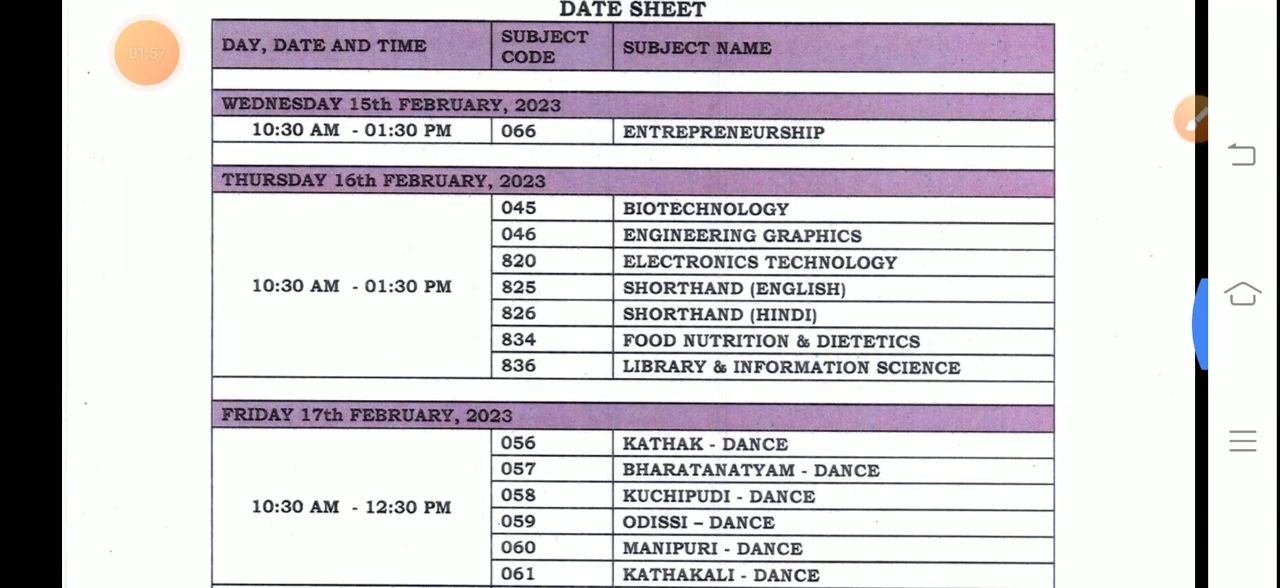 DATE SHEET
01:57
DAY, DATE AND TIME SUBJECT CODE SUBJECT NAME
WEDNESDAY 15th FEBRUARY, 2023
10:30 AM - 01:30 PM 066 ENTREPRENEURSHIP
THURSDAY 16th FEBRUARY, 2023
10:30 AM - 01:30 PM
045 BIOTECHNOLOGY
046 ENGINEERING GRAPHICS
820 ELECTRONICS TECHNOLOGY
825 SHORTHAND (ENGLISH)
826 SHORTHAND (HINDI)
834 FOOD NUTRITION & DIETETICS
836 LIBRARY & INFORMATION SCIENCE
FRIDAY 17th FEBRUARY, 2023
10:30 AM - 12:30 PM
056 KATHAK - DANCE
057 BHARATANATYAM - DANCE
058 KUCHIPUDI - DANCE
059 ODISSI – DANCE
060 MANIPURI - DANCE
061 KATHAKALI - DANCE